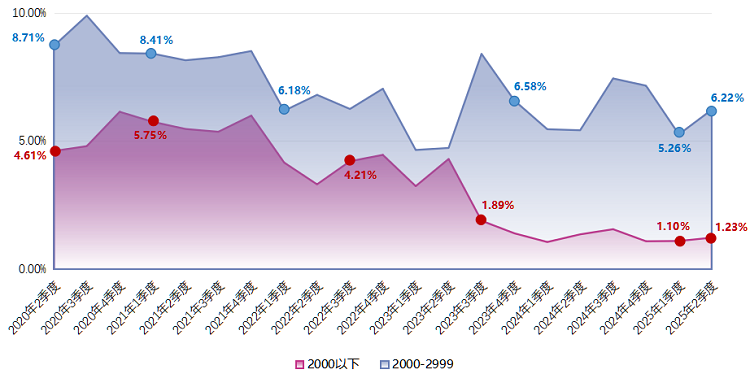 10.00%
8.71%
8.41%
6.18%
6.58%
6.22%
5.00%
5.75%
5.26%
4.61%
4.21%
1.89%
1.10%
1.23%
0.00%
2020年2季度
2020年3季度
2020年4季度
2021年1季度
2021年2季度
2021年3季度
2021年4季度
2022年1季度
2022年2季度
2022年3季度
2022年4季度
2023年1季度
2023年2季度
2023年3季度
2023年4季度
2024年1季度
2024年2季度
2024年3季度
2024年4季度
2025年1季度
2025年2季度
2000以下
2000-2999